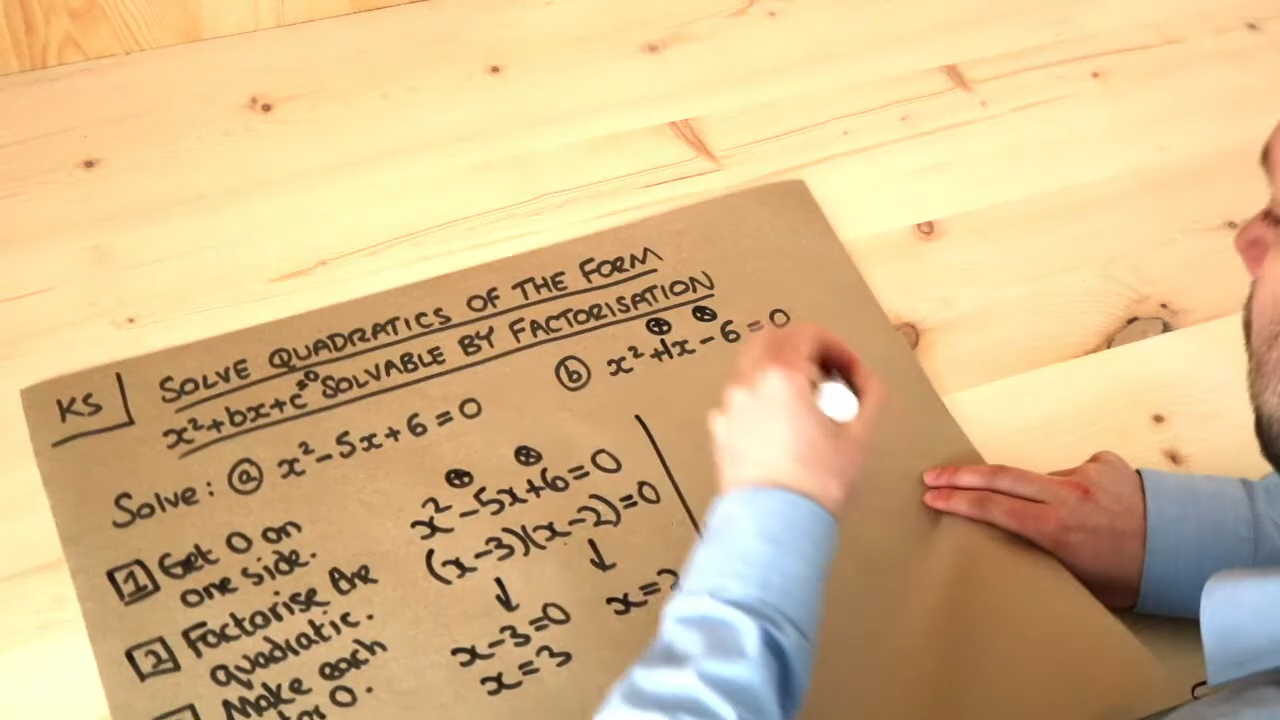 KS
SOLVE QUADRATICS OF THE FORM
x²+bx+c=0 SOLVABLE BY FACTORISATION
Solve: ⓐ x²-5x+6=0
ⓑ x²+1x-6=0
⊕ ⊗
1 Get 0 on
one side.
2 Factorise the
quadratic.
Make each
0.
⊕ ⊗
x²-5x+6=0
(x-3)(x-2)=0
↓ ↓
x-3=0
x=3
x=